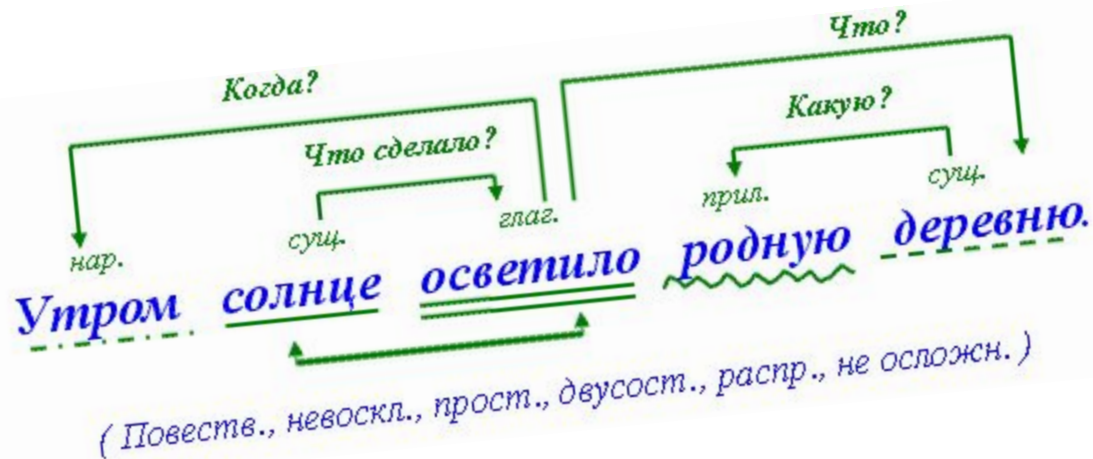 Что?
Когда?
Какую?
Что сделало?
нар. сущ. глаг. прил. сущ.
Утром солнце осветило родную деревню.
( Повеств., невоскл., прост., двусост., распр., не осложн. )